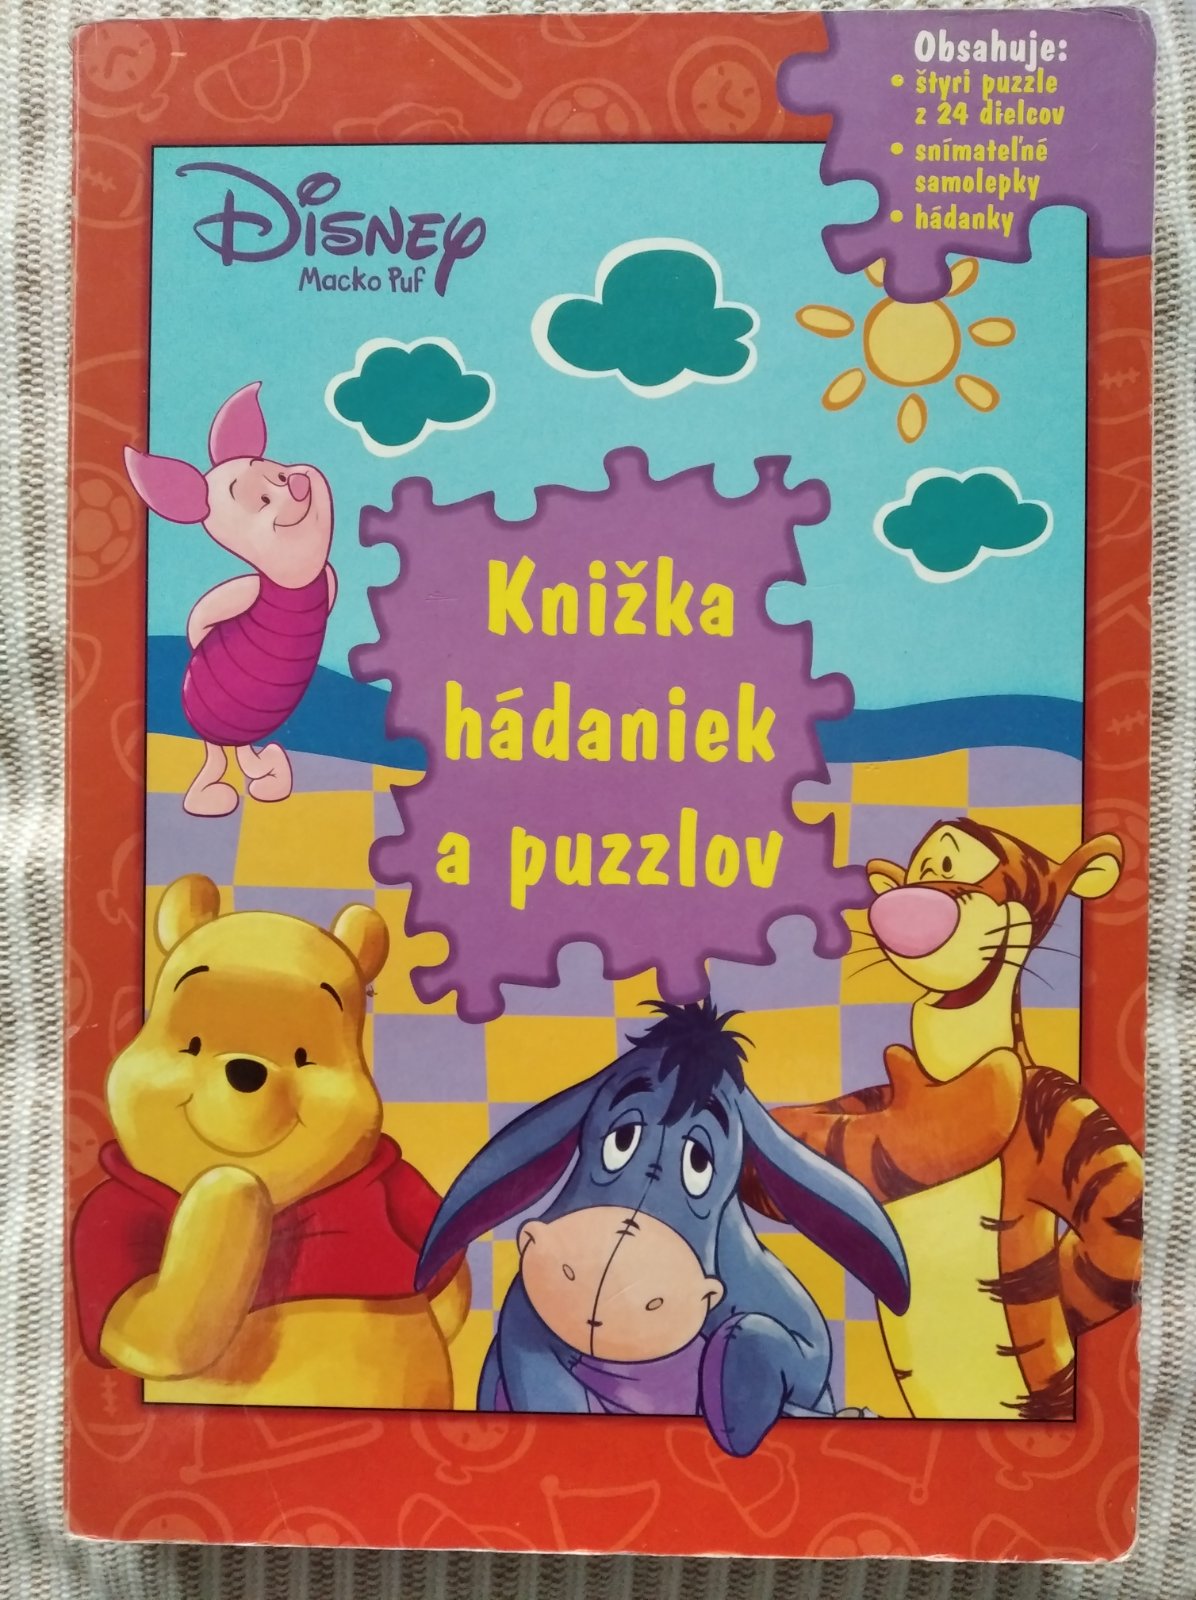 Obsahuje:
• štyri puzzle
z 24 dielcov
• snímateľné
samolepky
• hádanky
Disney
Macko Puf
Knižka
hádaniek
a puzzlov